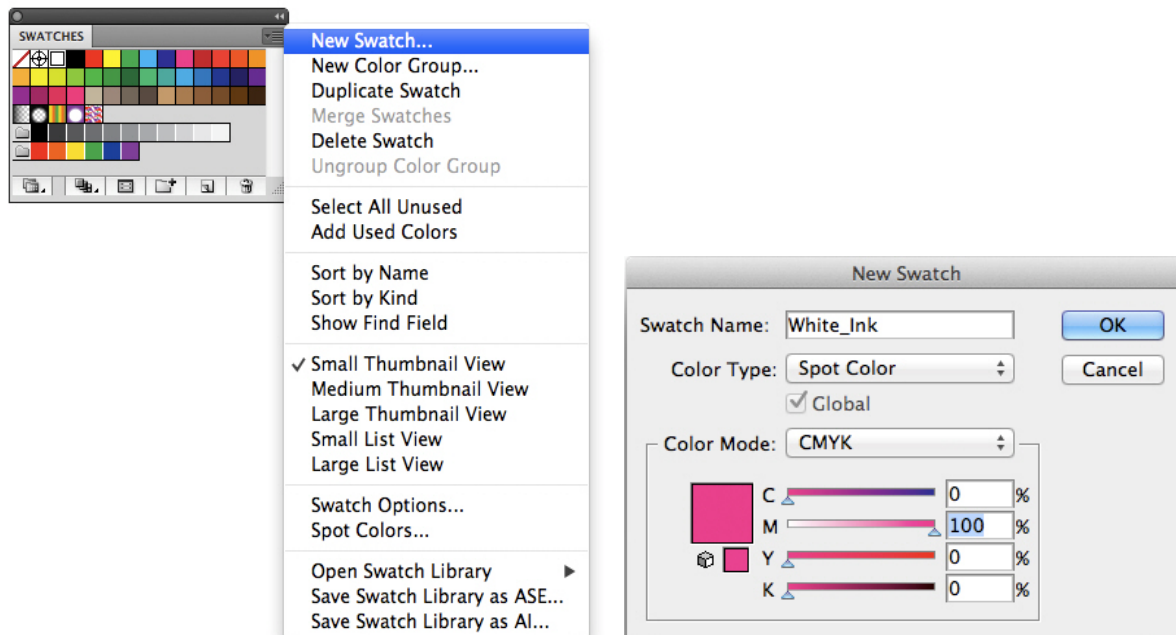 SWATCHES
New Swatch...
New Color Group...
Duplicate Swatch
Merge Swatches
Delete Swatch
Ungroup Color Group
Select All Unused
Add Used Colors
Sort by Name
Sort by Kind
Show Find Field
✓ Small Thumbnail View
Medium Thumbnail View
Large Thumbnail View
Small List View
Large List View
Swatch Options...
Spot Colors...
Open Swatch Library
Save Swatch Library as ASE...
Save Swatch Library as AI...
New Swatch
Swatch Name: White_Ink
OK
Color Type: Spot Color
Cancel
Global
Color Mode: CMYK
C 0 %
M 100 %
Y 0 %
K 0 %